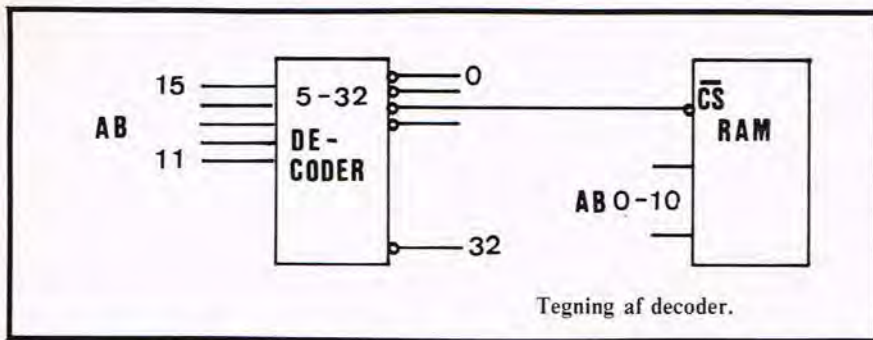 15
AB
11
5-32
DE-
CODER
0
32
CS
RAM
AB 0-10
Tegning af decoder.